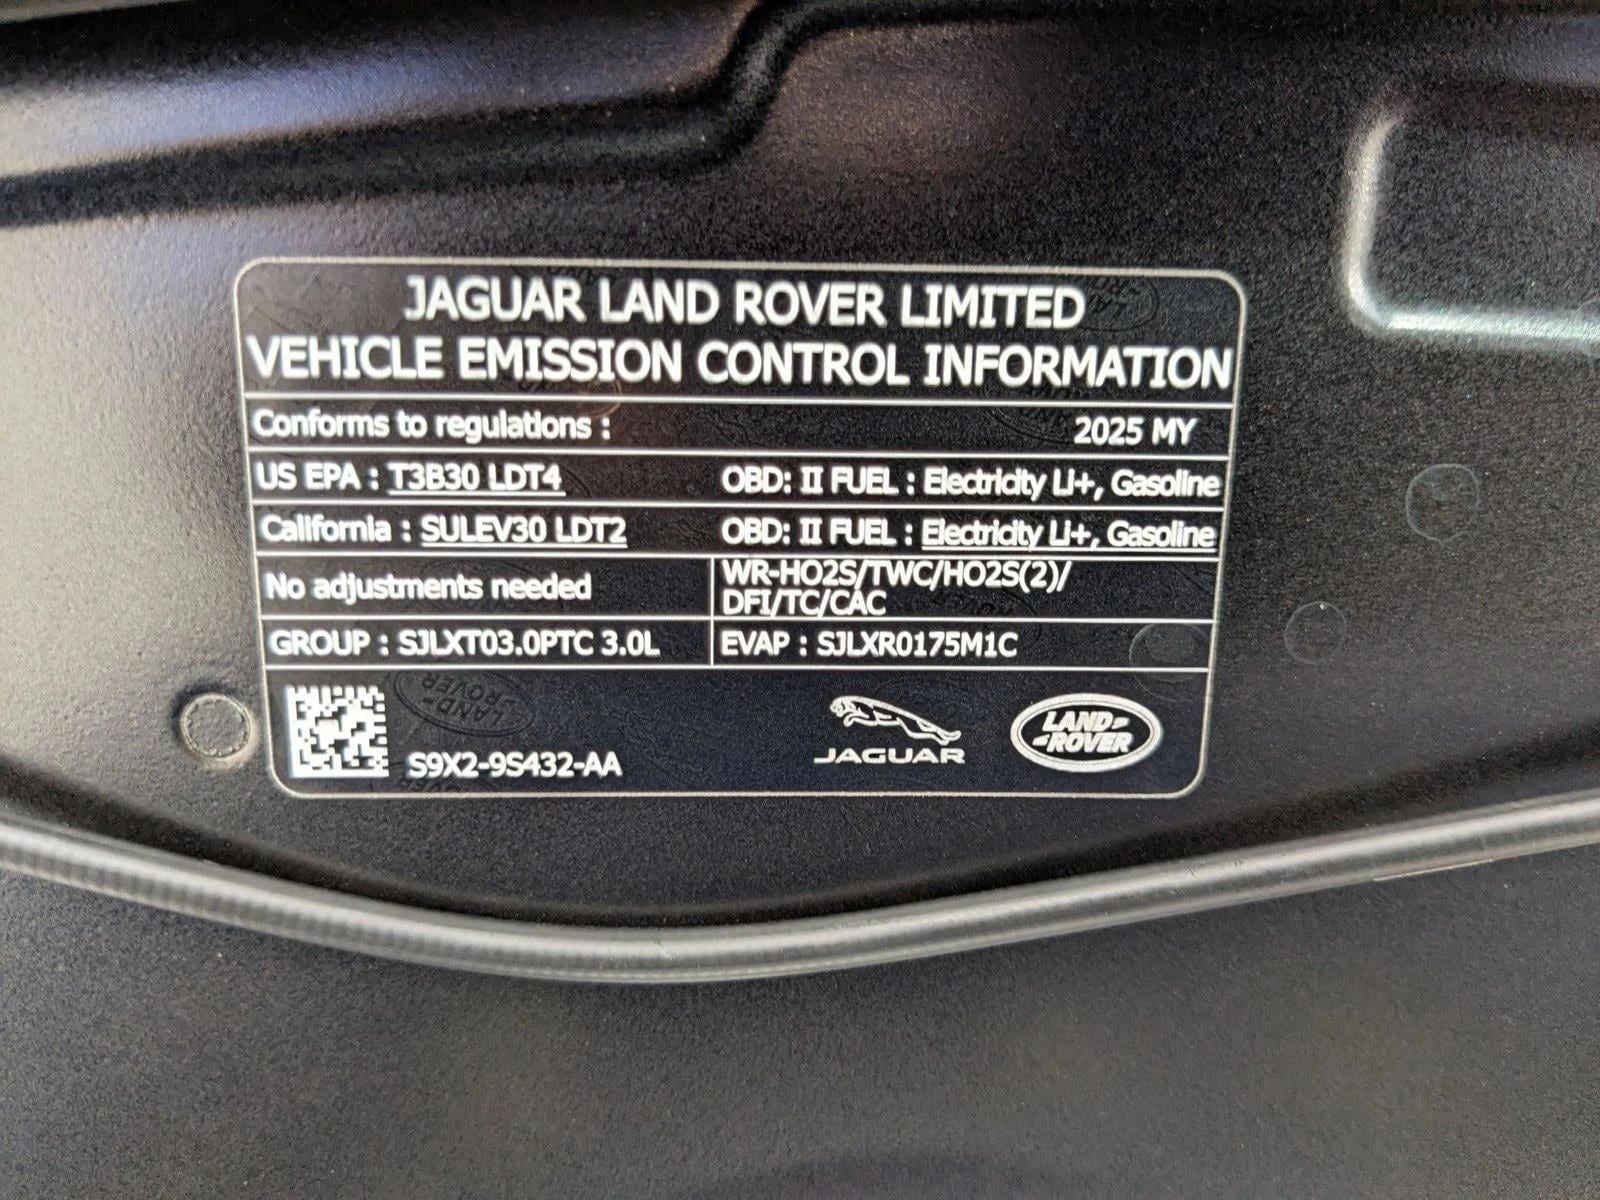 JAGUAR LAND ROVER LIMITED
VEHICLE EMISSION CONTROL INFORMATION
Conforms to regulations : 2025 MY
US EPA : T3B30 LDT4 OBD: II FUEL : Electricity Li+, Gasoline
California : SULEV30 LDT2 OBD: II FUEL : Electricity Li+, Gasoline
No adjustments needed
WR-HO2S/TWC/HO2S(2)/
DFI/TC/CAC
GROUP : SJLXT03.0PTC 3.0L EVAP : SJLXR0175M1C
S9X2-9S432-AA
JAGUAR
LAND-
-ROVER
LAND-
-ROVER